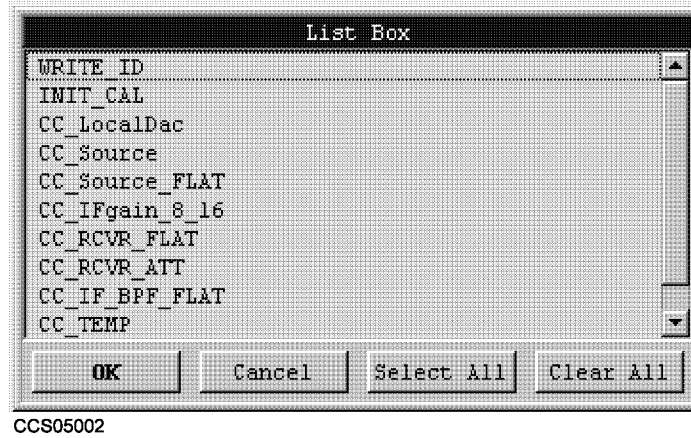 List Box
WRITE_ID
INIT_CAL
CC_LocalDac
CC_Source
CC_Source_FLAT
CC_IFgain_8_16
CC_RCVR_FLAT
CC_RCVR_ATT
CC_IF_BPF_FLAT
CC_TEMP
OK Cancel Select All Clear All
CCS05002